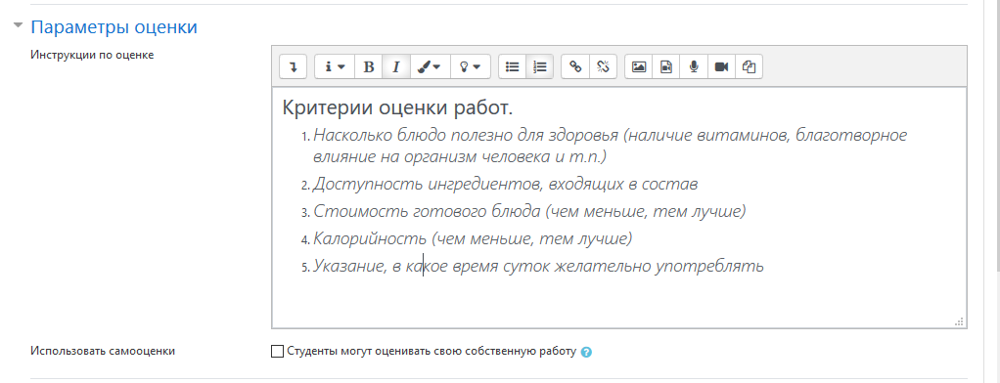 Параметры оценки
Инструкции по оценке
Критерии оценки работ.
1. Насколько блюдо полезно для здоровья (наличие витаминов, благотворное
влияние на организм человека и т.п.)
2. Доступность ингредиентов, входящих в состав
3. Стоимость готового блюда (чем меньше, тем лучше)
4. Калорийность (чем меньше, тем лучше)
5. Указание, в какое время суток желательно употреблять
Использовать самооценки
Студенты могут оценивать свою собственную работу